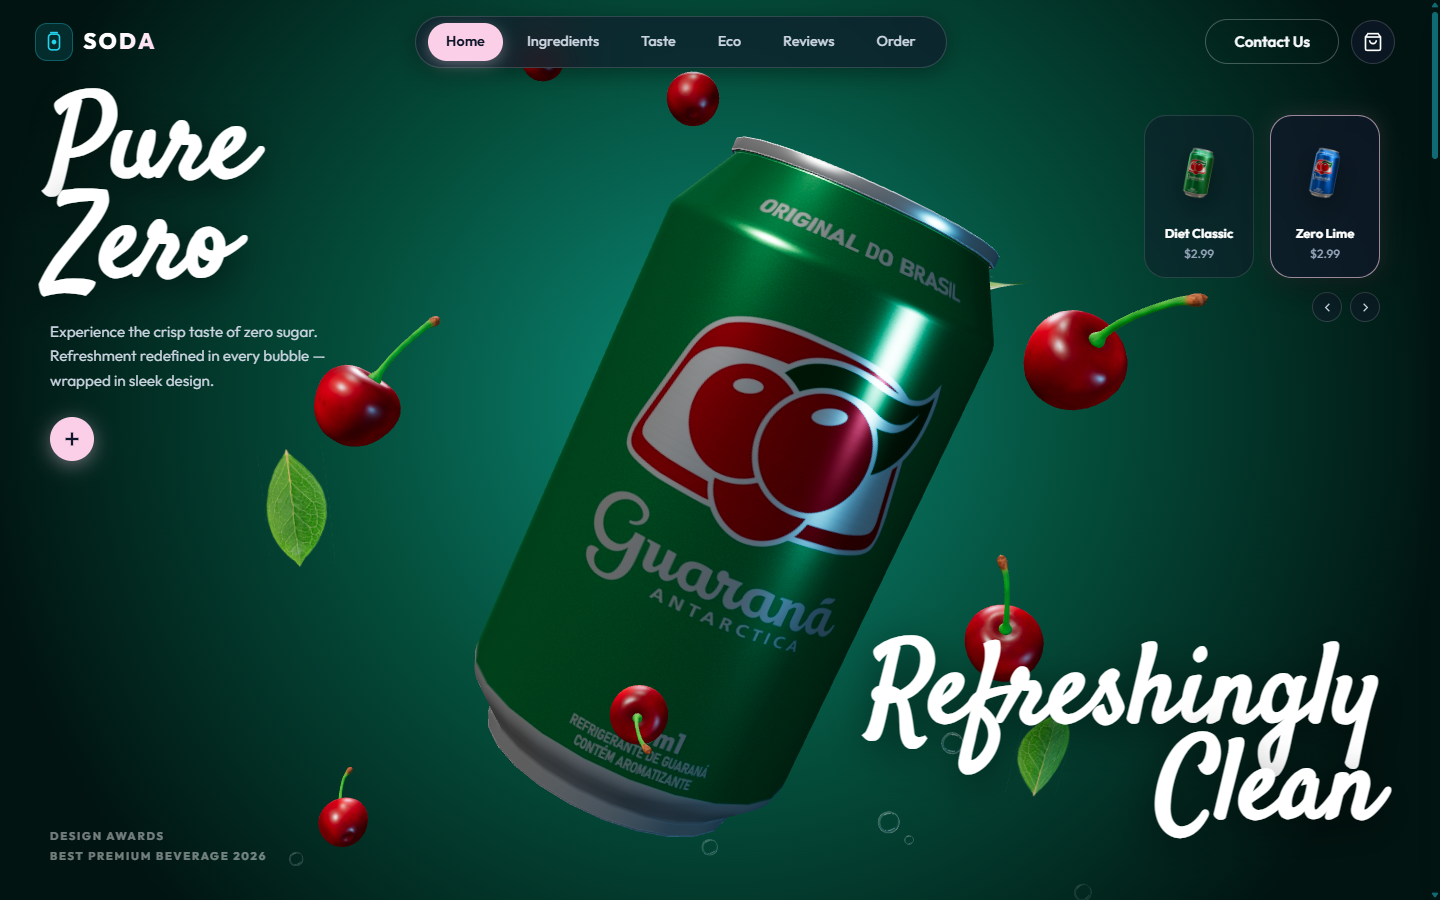 SODA
Home
Ingredients
Taste
Eco
Reviews
Order
Contact Us
Pure
Zero
Experience the crisp taste of zero sugar.
Refreshment redefined in every bubble —
wrapped in sleek design.
+
Diet Classic
$2.99
Zero Lime
$2.99
ORIGINAL DO BRASIL
Guaraná
ANTARCTICA
ml
REFRIGERANTE DE GUARANÁ
CONTÉM AROMATIZANTE
Refreshingly
Clean
DESIGN AWARDS
BEST PREMIUM BEVERAGE 2026